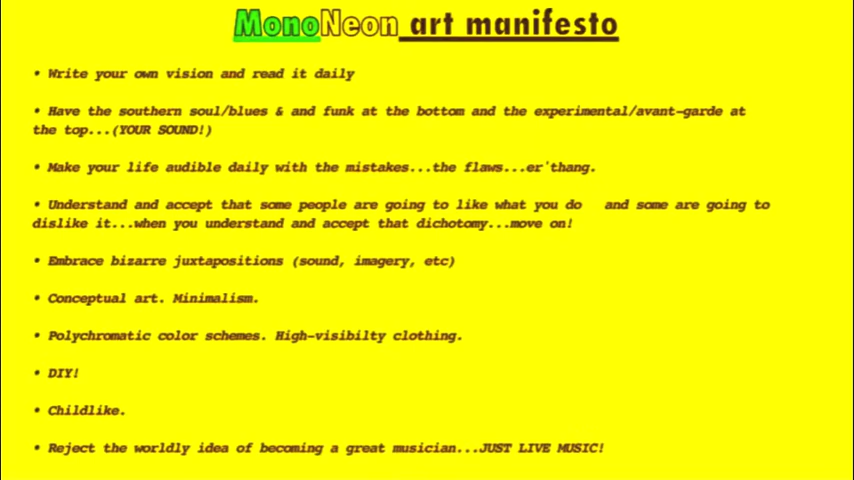 MonoNeon art manifesto
• Write your own vision and read it daily
• Have the southern soul/blues & and funk at the bottom and the experimental/avant-garde at
the top...(YOUR SOUND!)
• Make your life audible daily with the mistakes...the flaws...er'thang.
• Understand and accept that some people are going to like what you do and some are going to
dislike it...when you understand and accept that dichotomy...move on!
• Embrace bizarre juxtapositions (sound, imagery, etc)
• Conceptual art. Minimalism.
• Polychromatic color schemes. High-visibilty clothing.
• DIY!
• Childlike.
• Reject the worldly idea of becoming a great musician...JUST LIVE MUSIC!